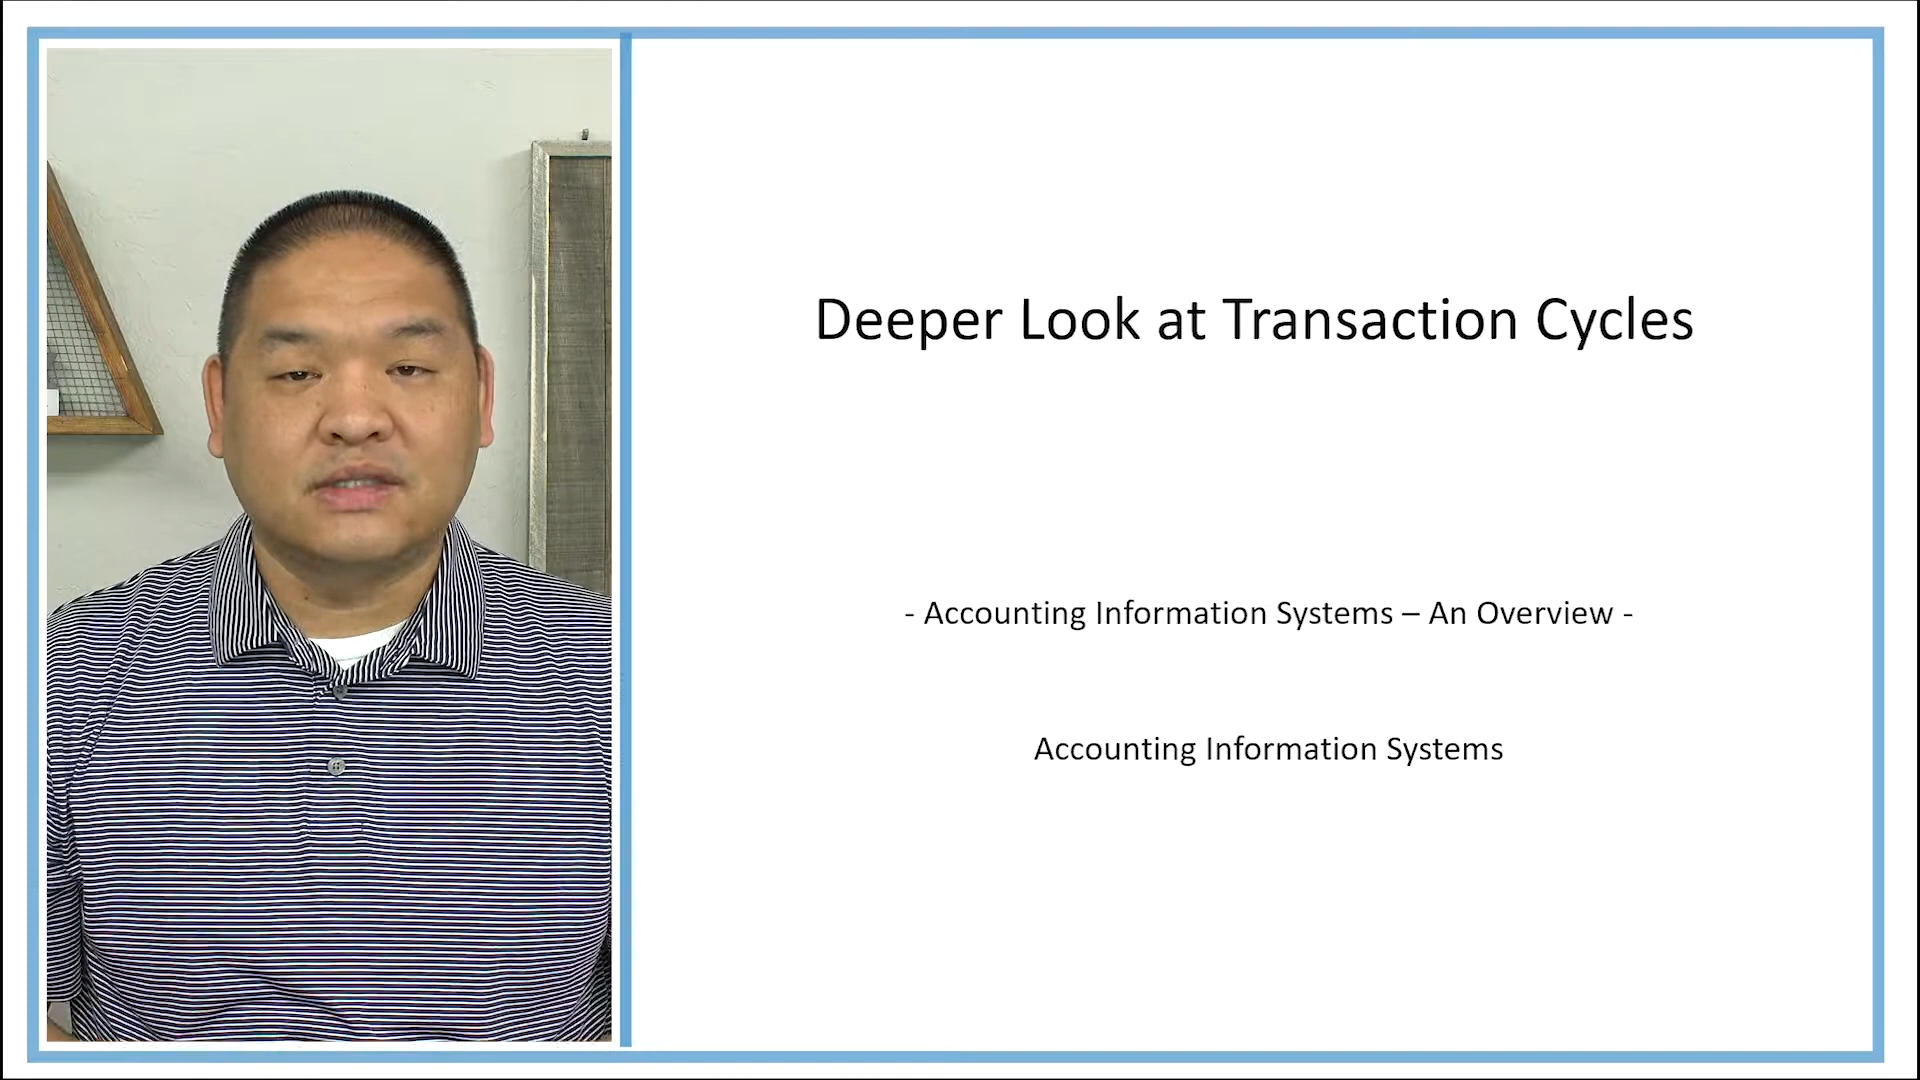 Deeper Look at Transaction Cycles
- Accounting Information Systems – An Overview -
Accounting Information Systems